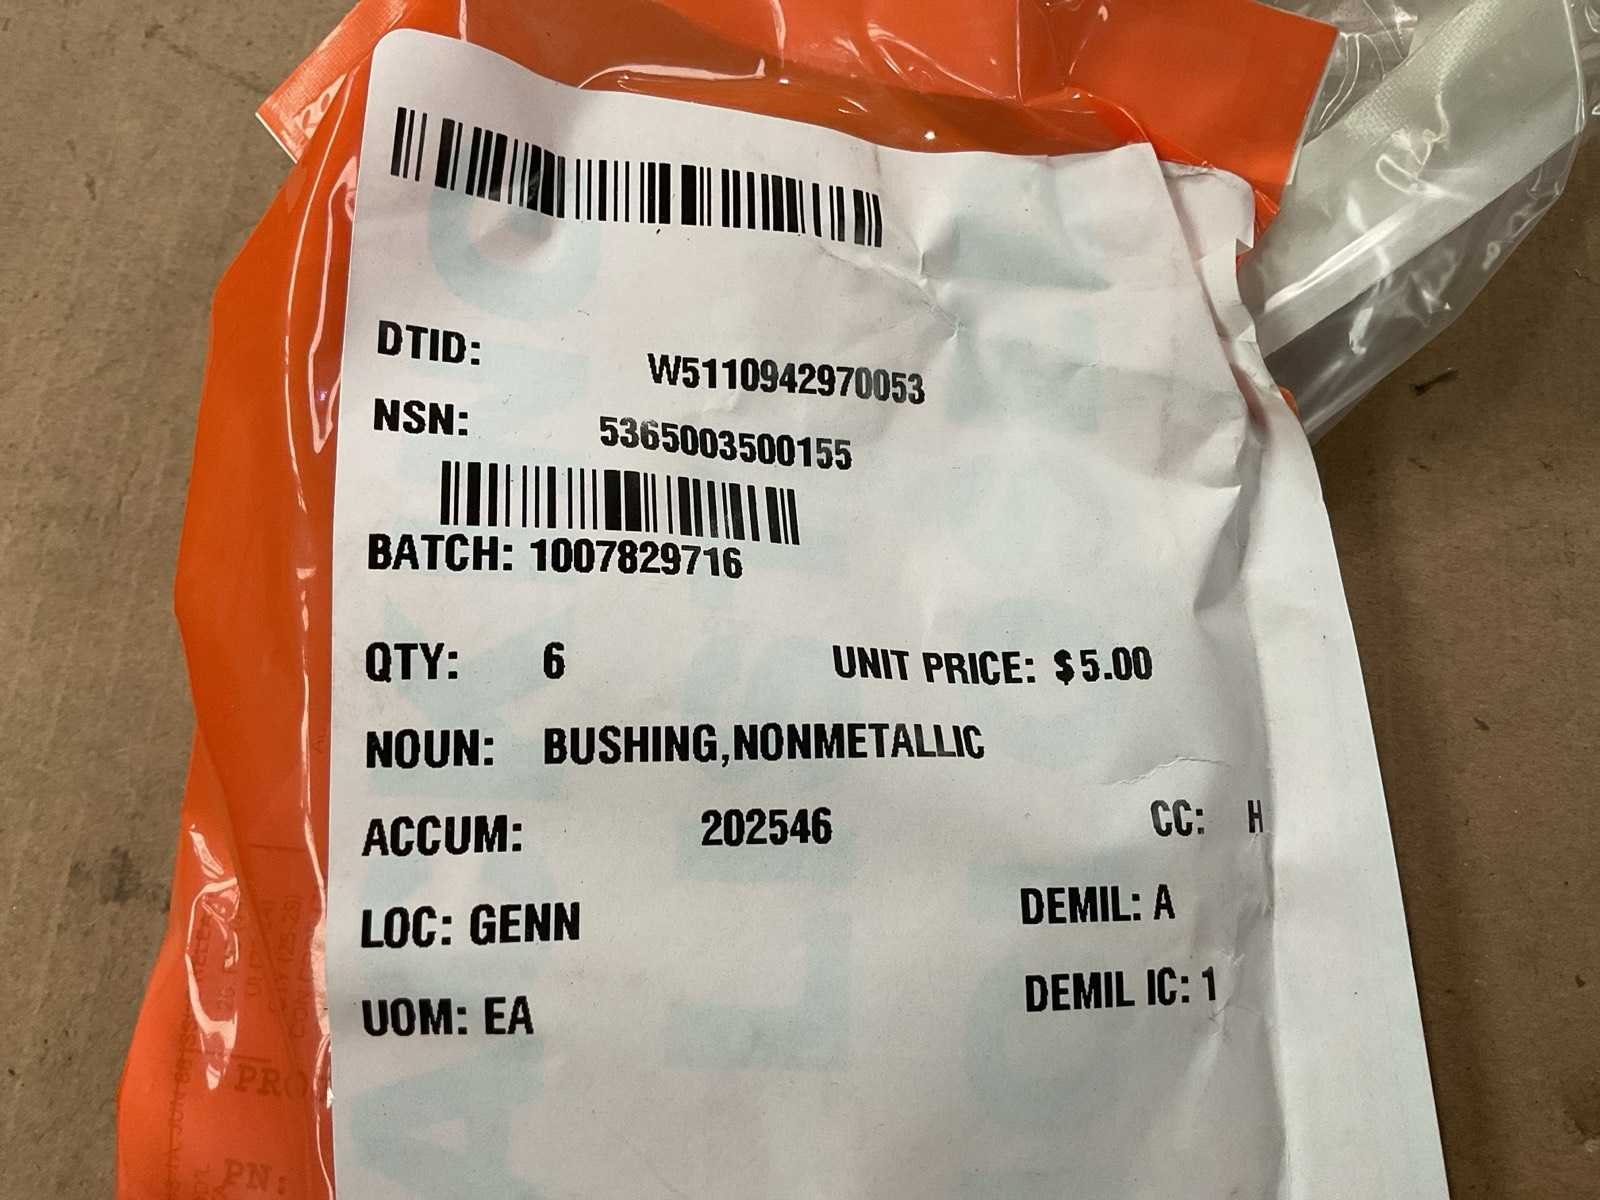 DTID: W5110942970053
NSN: 5365003500155
BATCH: 1007829716
QTY: 6 UNIT PRICE: $5.00
NOUN: BUSHING,NONMETALLIC
ACCUM: 202546 CC: H
LOC: GENN DEMIL: A
UOM: EA DEMIL IC: 1
PN: